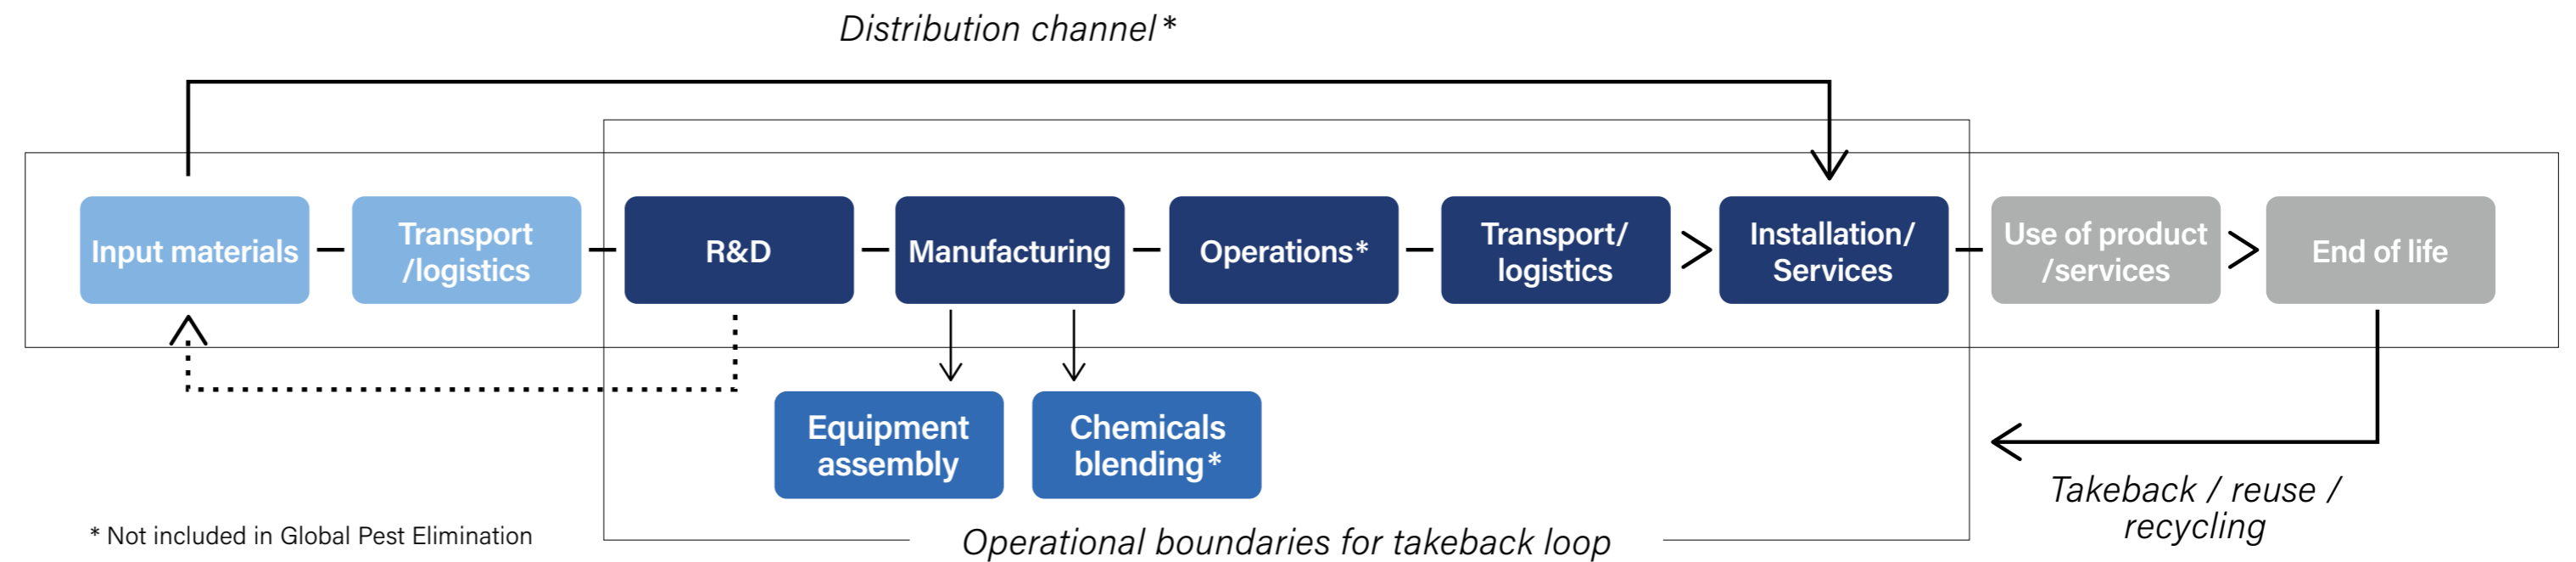 Distribution channel*
Input materials
Transport
/logistics
R&D
Manufacturing
Operations*
Transport/
logistics
Installation/
Services
Use of product
/services
End of life
Equipment
assembly
Chemicals
blending*
Takeback / reuse /
recycling
* Not included in Global Pest Elimination
Operational boundaries for takeback loop